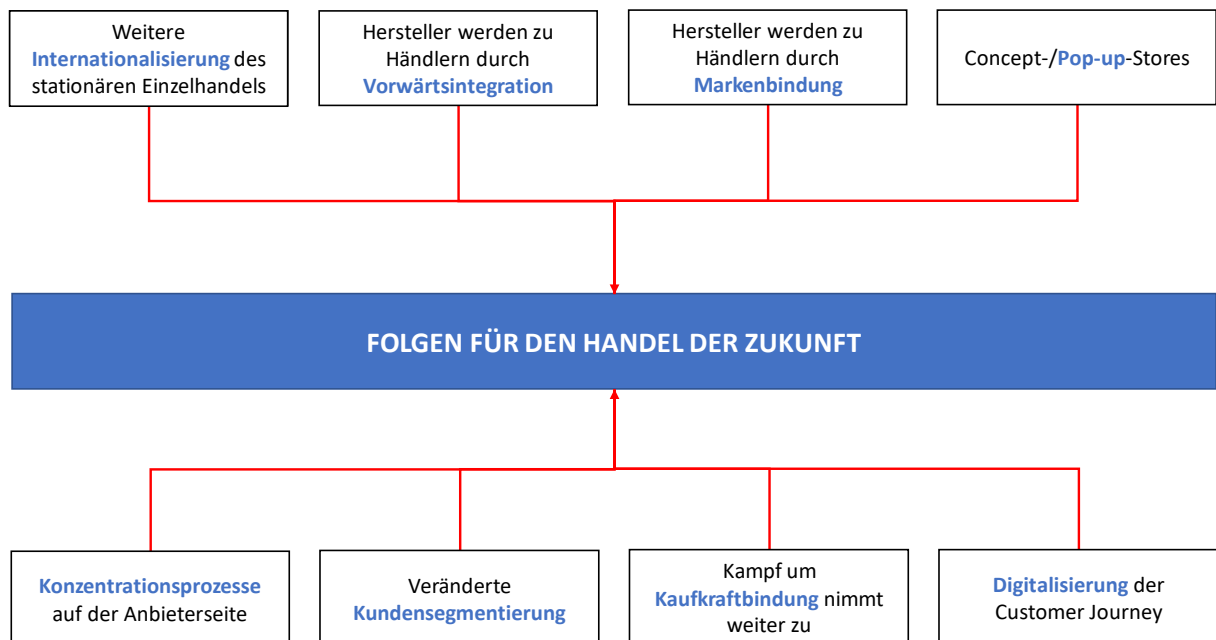 Weitere
Internationalisierung des
stationären Einzelhandels
Hersteller werden zu
Händlern durch
Vorwärtsintegration
Hersteller werden zu
Händlern durch
Markenbindung
Concept-/Pop-up-Stores
FOLGEN FÜR DEN HANDEL DER ZUKUNFT
Konzentrationsprozesse
auf der Anbieterseite
Veränderte
Kundensegmentierung
Kampf um
Kaufkraftbindung nimmt
weiter zu
Digitalisierung der
Customer Journey